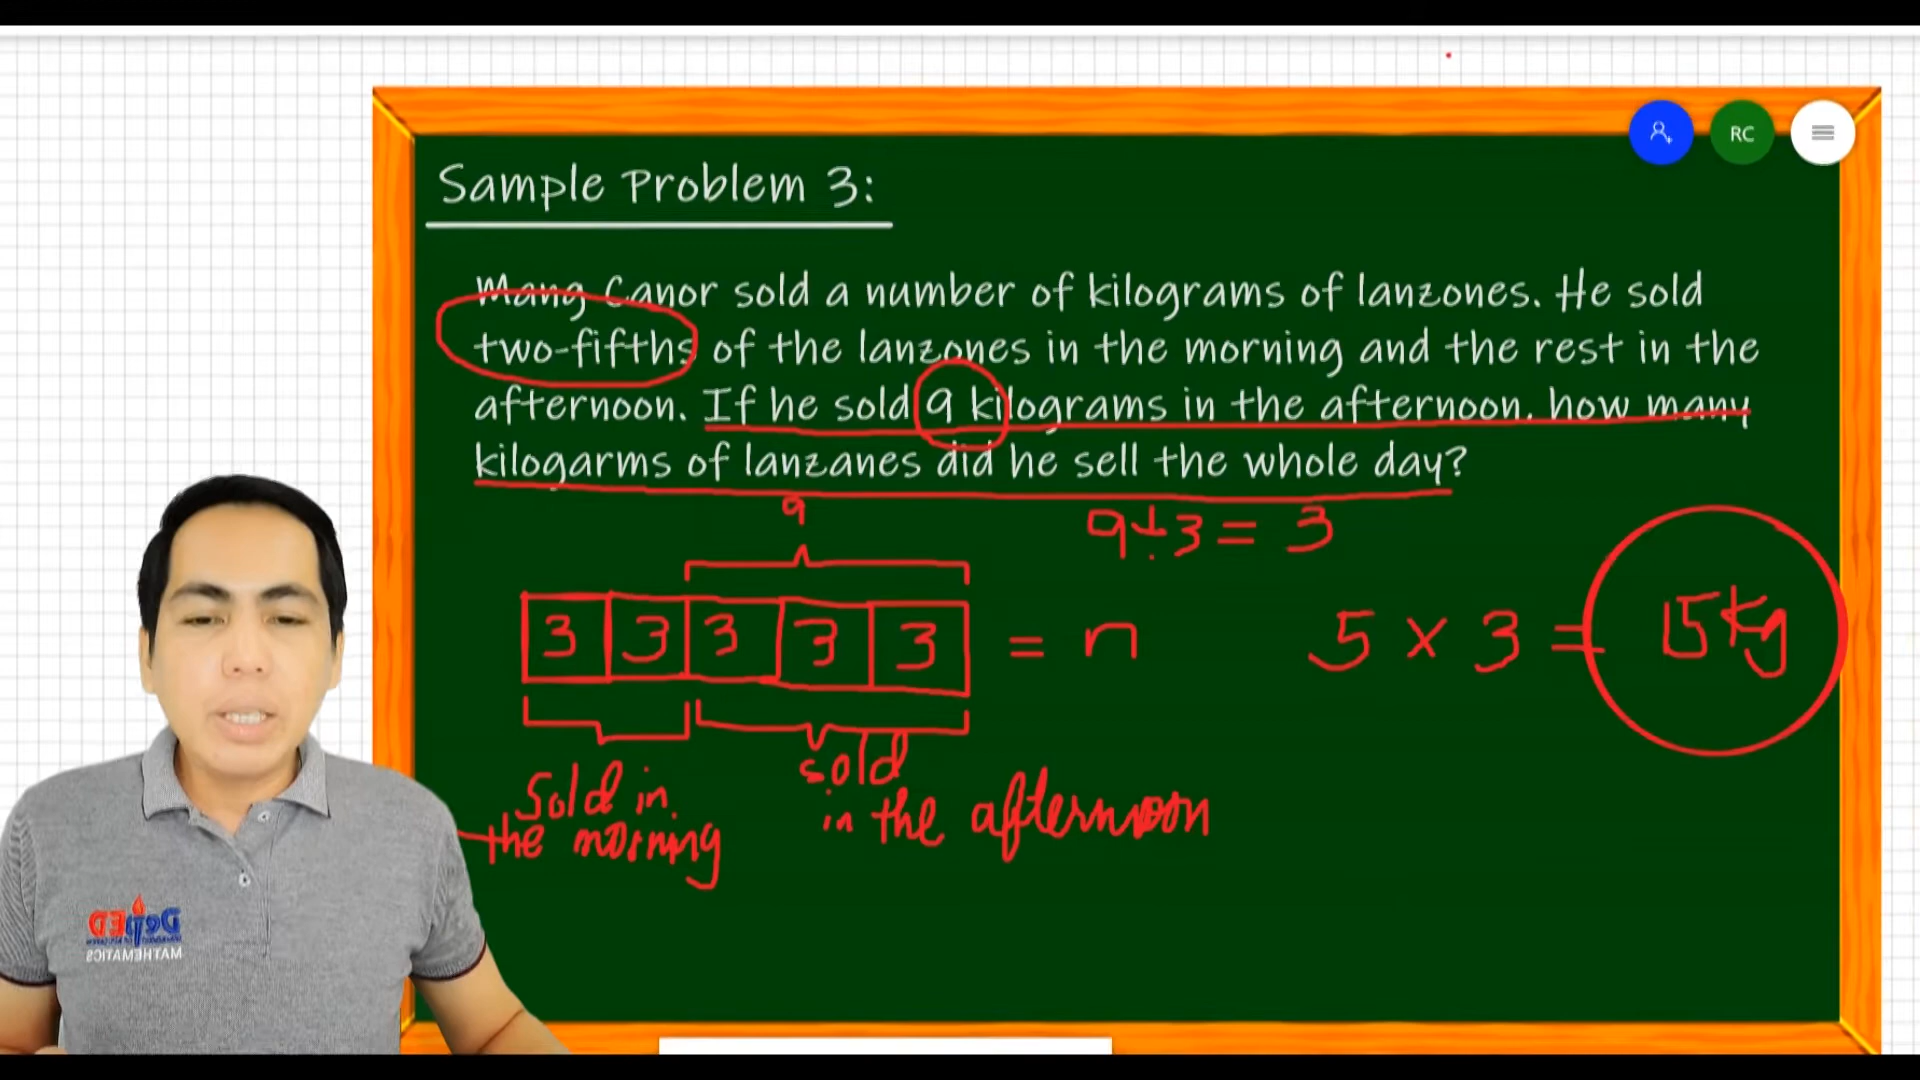 RC
Sample Problem 3:
Mang Canor sold a number of kilograms of lanzones. He sold
two-fifths of the lanzones in the morning and the rest in the
afternoon. If he sold 9 kilograms in the afternoon, how many
kilogarms of lanzanes did he sell the whole day?
9
9÷3 = 3
3 3 3 3 3 = n
5 × 3 = 15kg
Sold in
the morning
sold
in the afternoon
DepED
MATHEMATICS